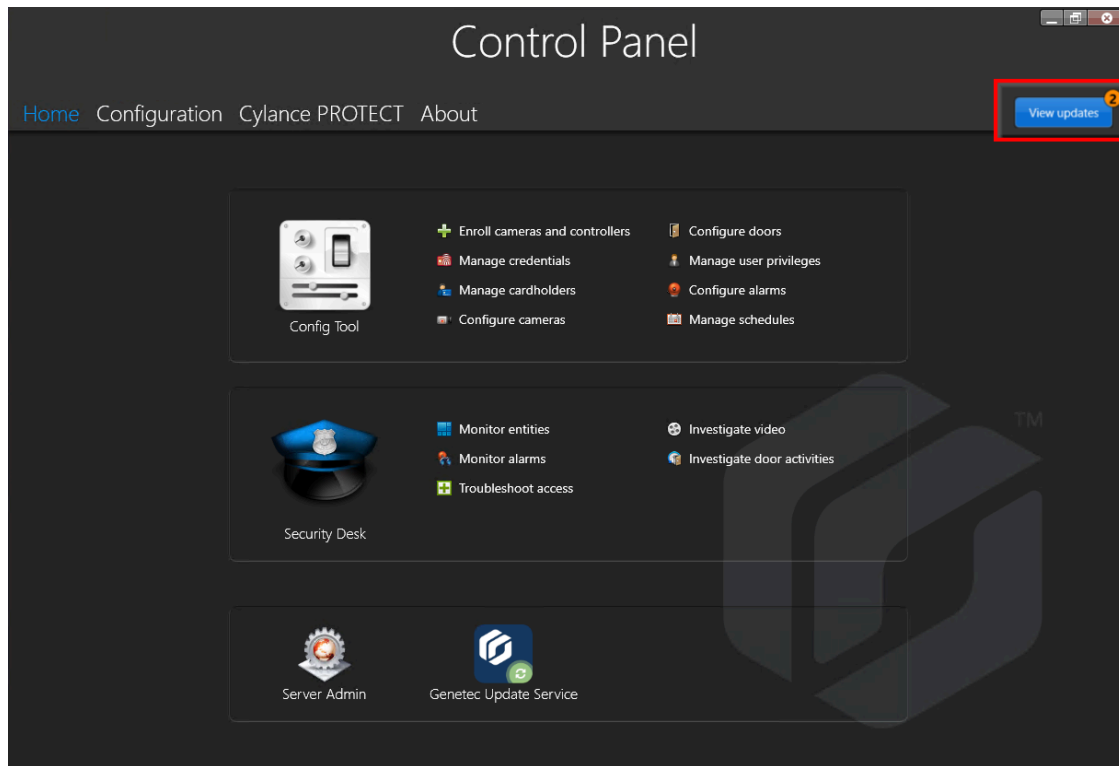 Control Panel
Home Configuration Cylance PROTECT About
2
View updates
Config Tool
Enroll cameras and controllers
Manage credentials
Manage cardholders
Configure cameras
Configure doors
Manage user privileges
Configure alarms
Manage schedules
Security Desk
Monitor entities
Monitor alarms
Troubleshoot access
Investigate video
Investigate door activities
TM
Server Admin
Genetec Update Service